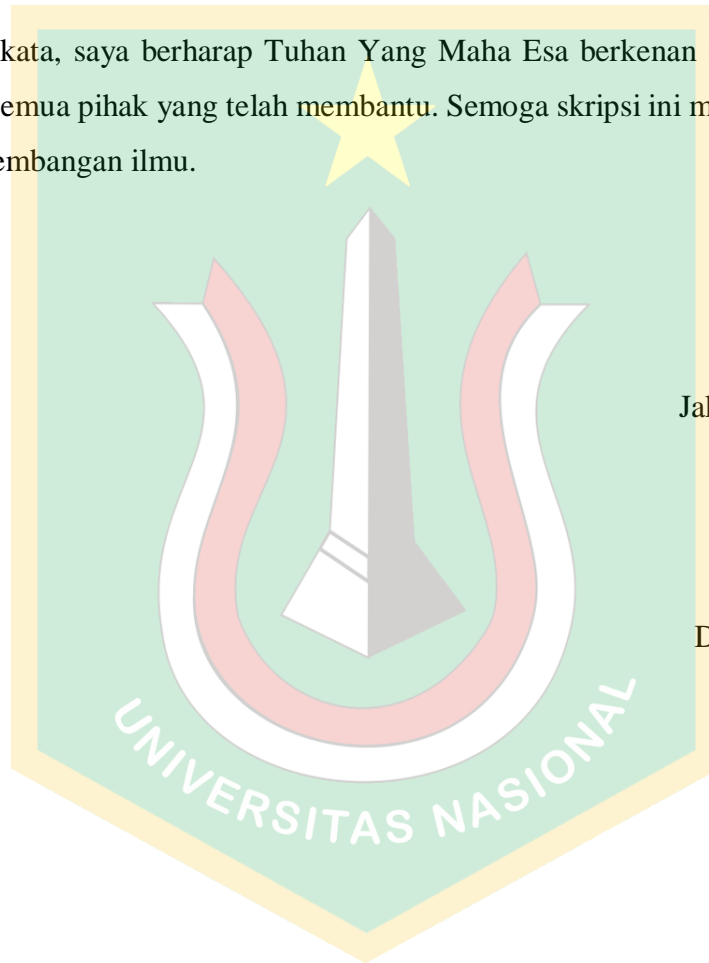 kata, saya berharap Tuhan Yang Maha Esa berkenan
emua pihak yang telah membantu. Semoga skripsi ini m
embangan ilmu.
Jak
D
UNIVERSITAS NASIONAL